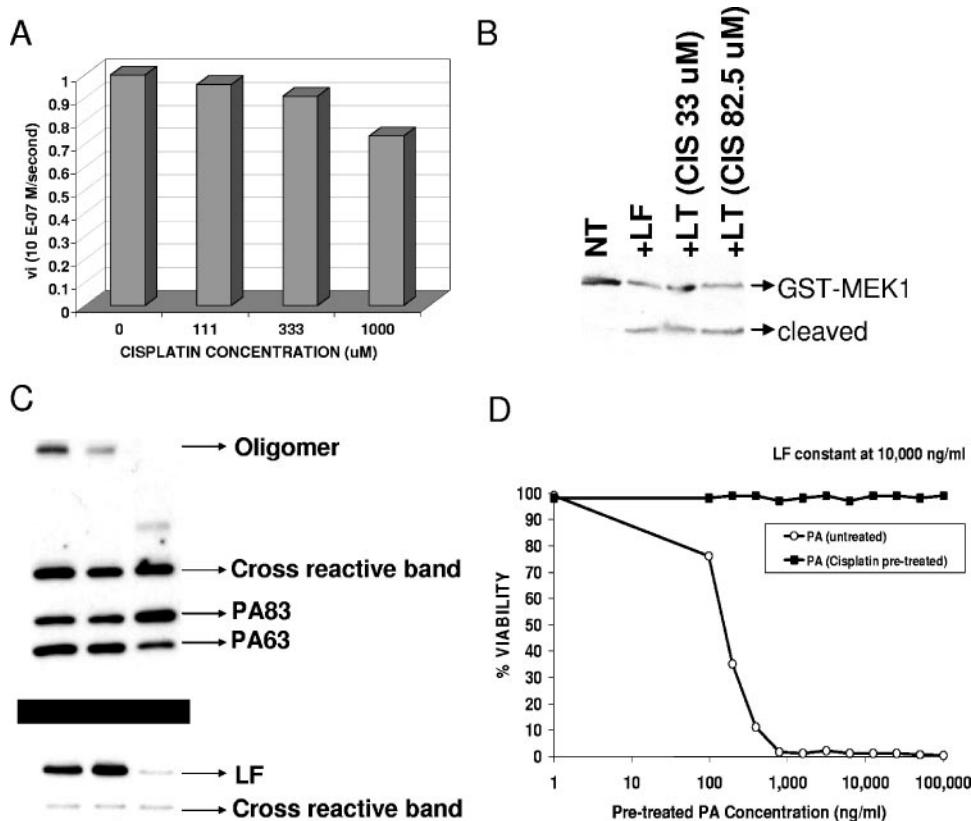 A
1
0.9
0.8
0.7
0.6
0.5
0.4
0.3
0.2
0.1
0
vi (10 E-07 M/second)
0 111 333 1000
CISPLATIN CONCENTRATION (uM)
B
NT
+LF
+LT (CIS 33 uM)
+LT (CIS 82.5 uM)
GST-MEK1
cleaved
C
Oligomer
Cross reactive band
PA83
PA63
LF
Cross reactive band
D
LF constant at 10,000 ng/ml
100
90
80
70
60
50
40
30
20
10
0
% VIABILITY
PA (untreated)
PA (Cisplatin pre-treated)
1 10 100 1,000 10,000 100,000
Pre-treated PA Concentration (ng/ml)